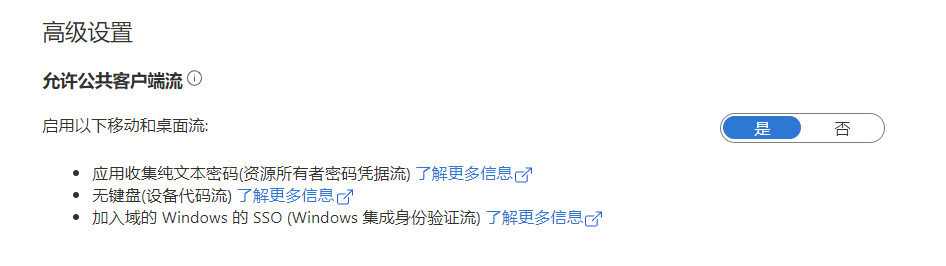 高级设置
允许公共客户端流
启用以下移动和桌面流: 是 否
• 应用收集纯文本密码(资源所有者密码凭据流) 了解更多信息
• 无键盘(设备代码流) 了解更多信息
• 加入域的 Windows 的 SSO (Windows 集成身份验证流) 了解更多信息